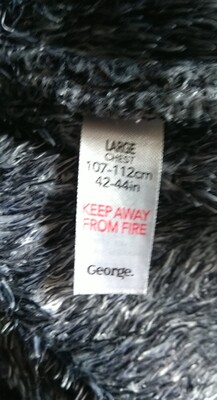 LARGE
CHEST
107-112cm
42-44in
KEEP AWAY
FROM FIRE
George.